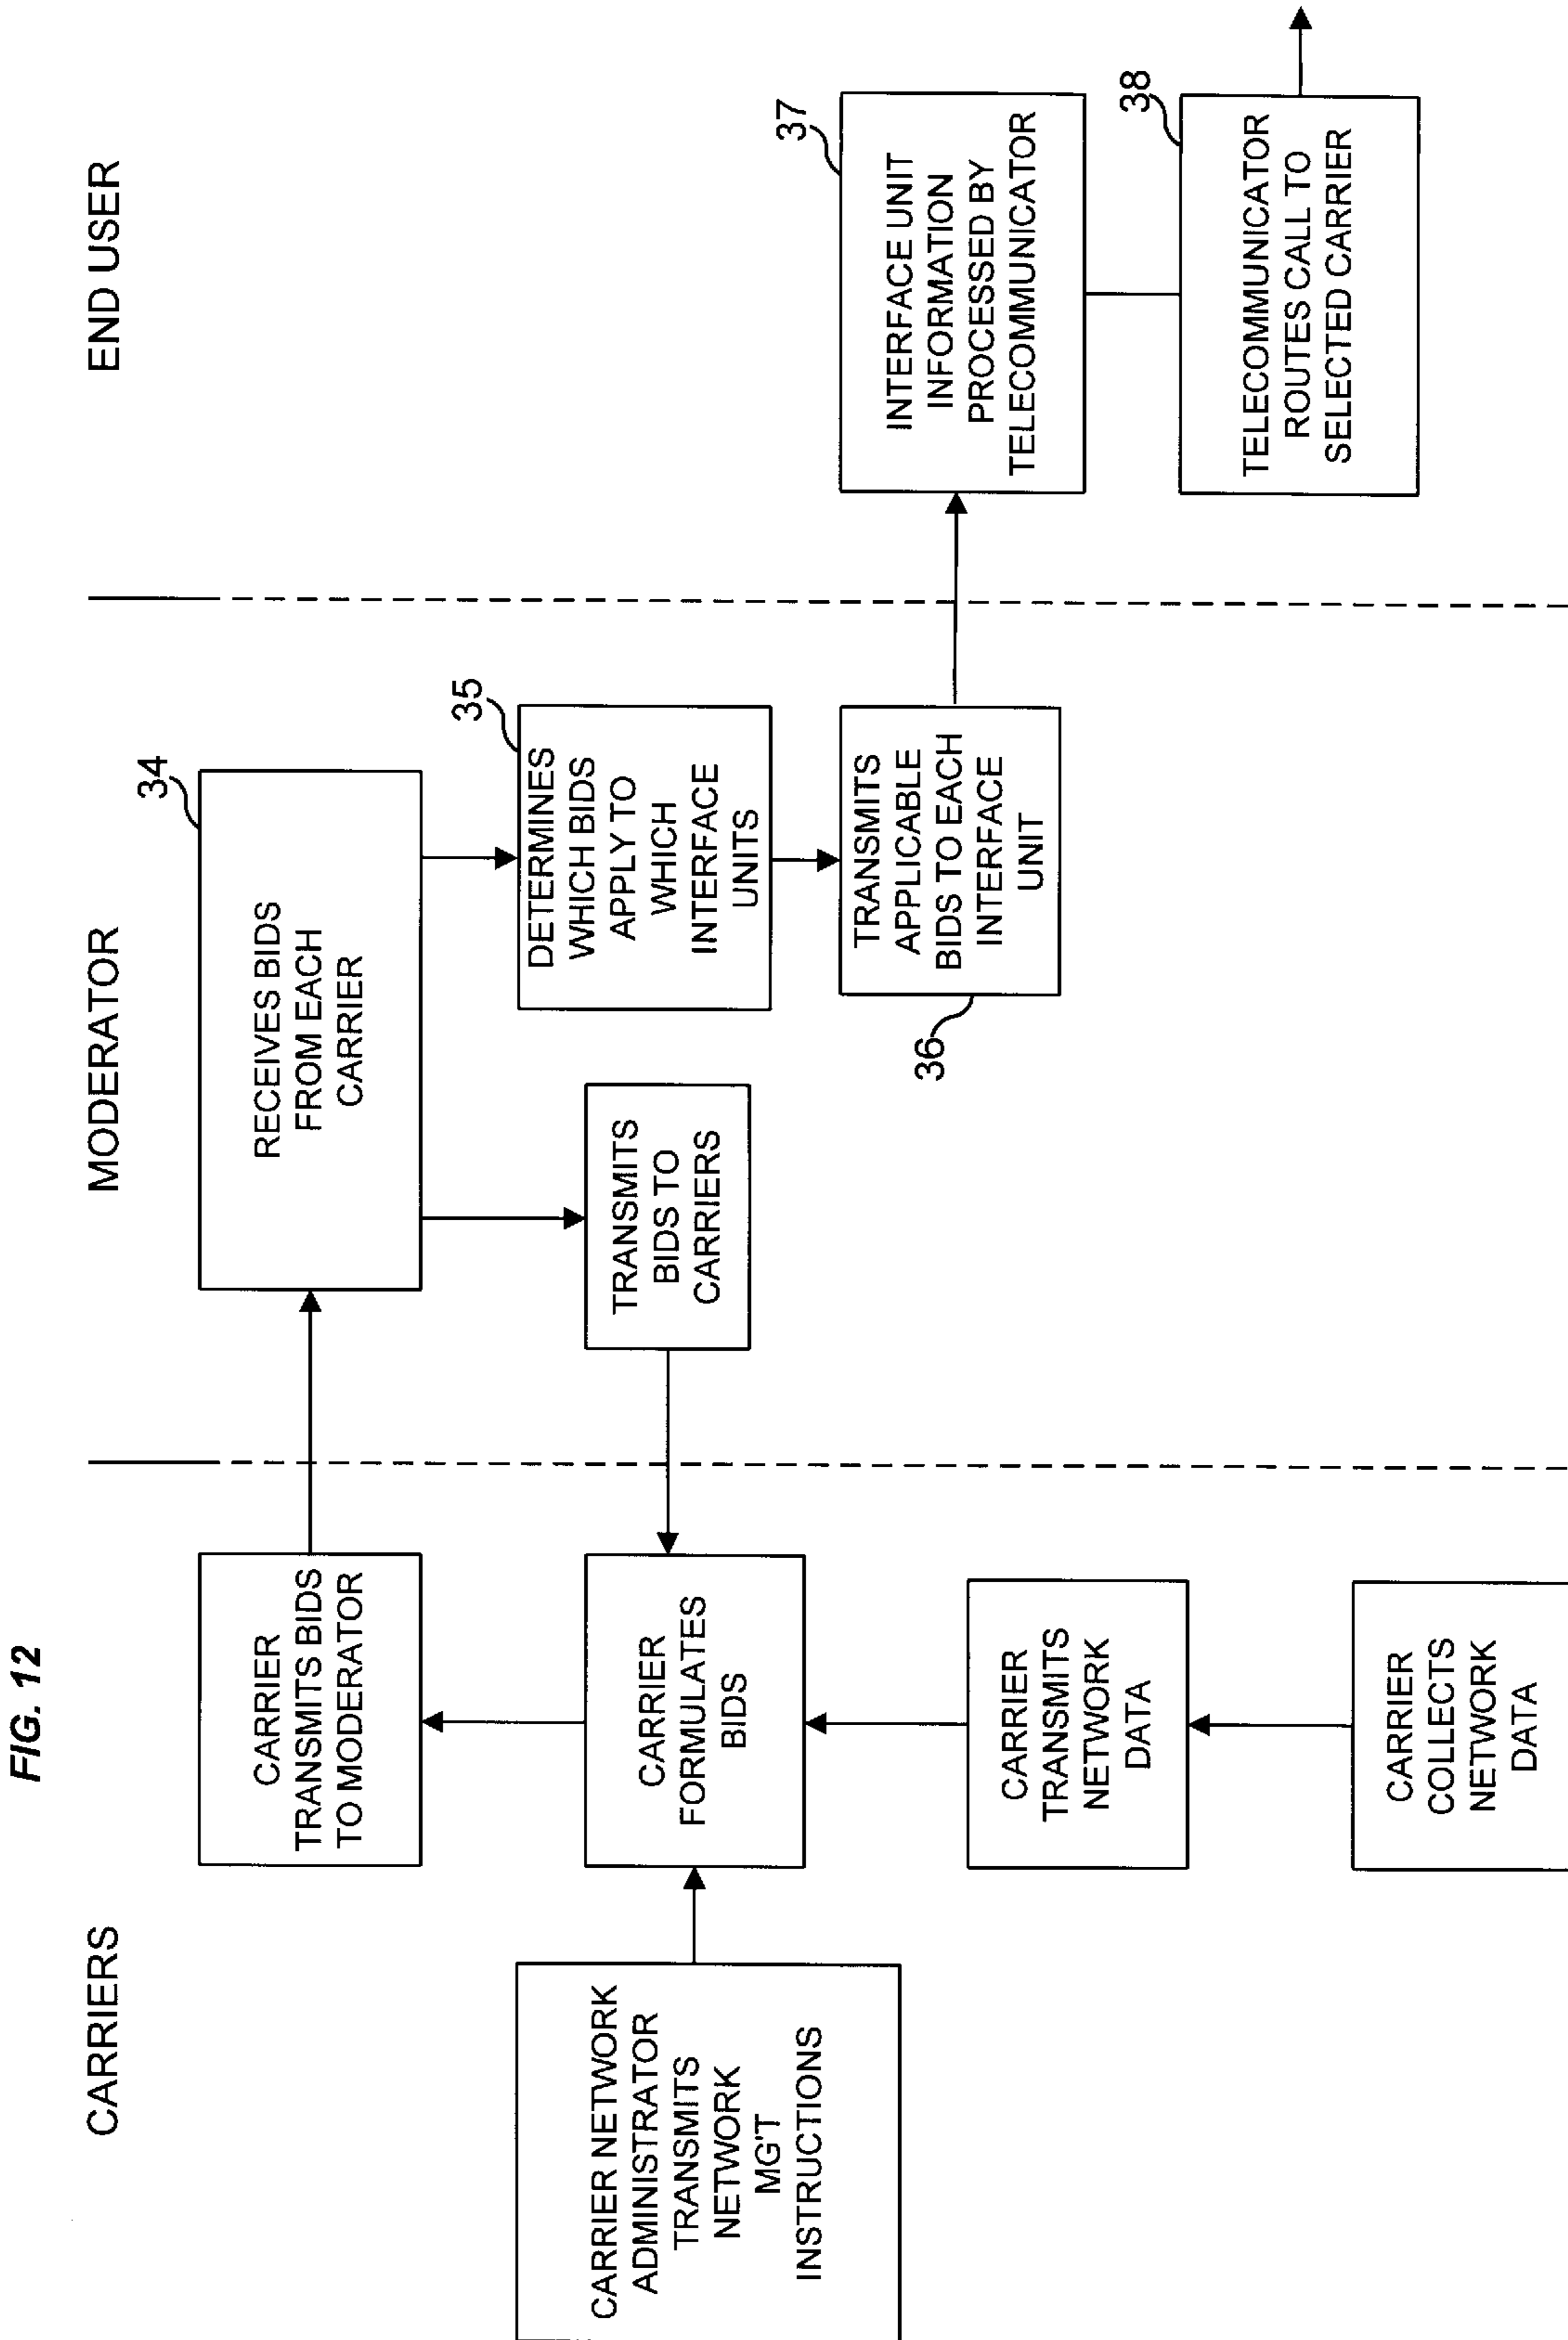 FIG. 12
CARRIERS
MODERATOR
END USER
CARRIER
TRANSMITS BIDS
TO MODERATOR
34
RECEIVES BIDS
FROM EACH
CARRIER
CARRIER NETWORK
ADMINISTRATOR
TRANSMITS
NETWORK
MG'T
INSTRUCTIONS
CARRIER
FORMULATES
BIDS
TRANSMITS
BIDS TO
CARRIERS
35
DETERMINES
WHICH BIDS
APPLY TO
WHICH
INTERFACE
UNITS
CARRIER
TRANSMITS
NETWORK
DATA
36
TRANSMITS
APPLICABLE
BIDS TO EACH
INTERFACE
UNIT
37
INTERFACE UNIT
INFORMATION
PROCESSED BY
TELECOMMUNICATOR
CARRIER
COLLECTS
NETWORK
DATA
38
TELECOMMUNICATOR
ROUTES CALL TO
SELECTED CARRIER